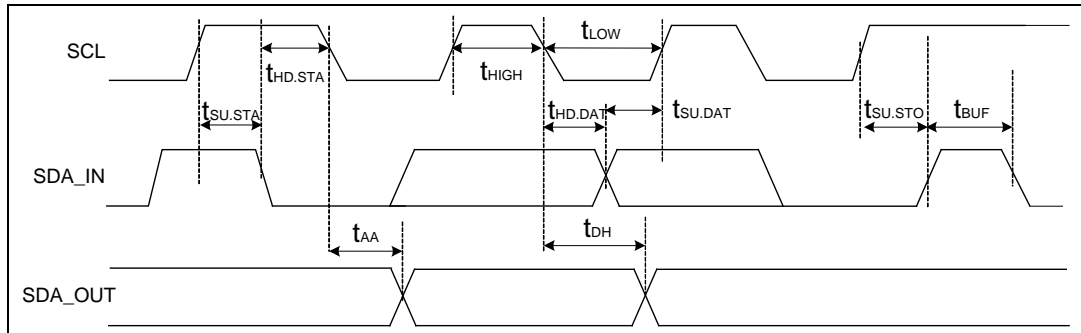 SCL
tHD.STA
tHIGH
tLOW
tSU.STA
tHD.DAT
tSU.DAT
tSU.STO
tBUF
SDA_IN
tAA
tDH
SDA_OUT